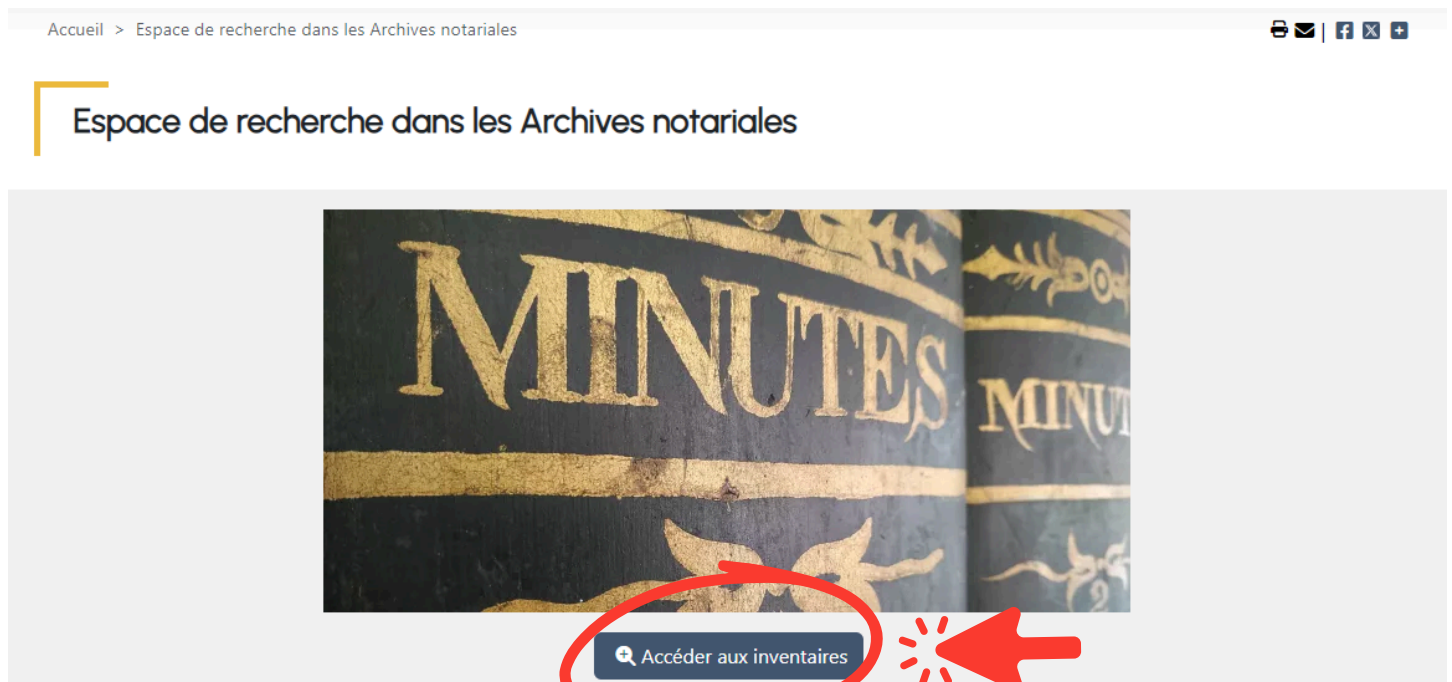 Accueil > Espace de recherche dans les Archives notariales
Espace de recherche dans les Archives notariales
MINUTES
MINUT
2
Accéder aux inventaires